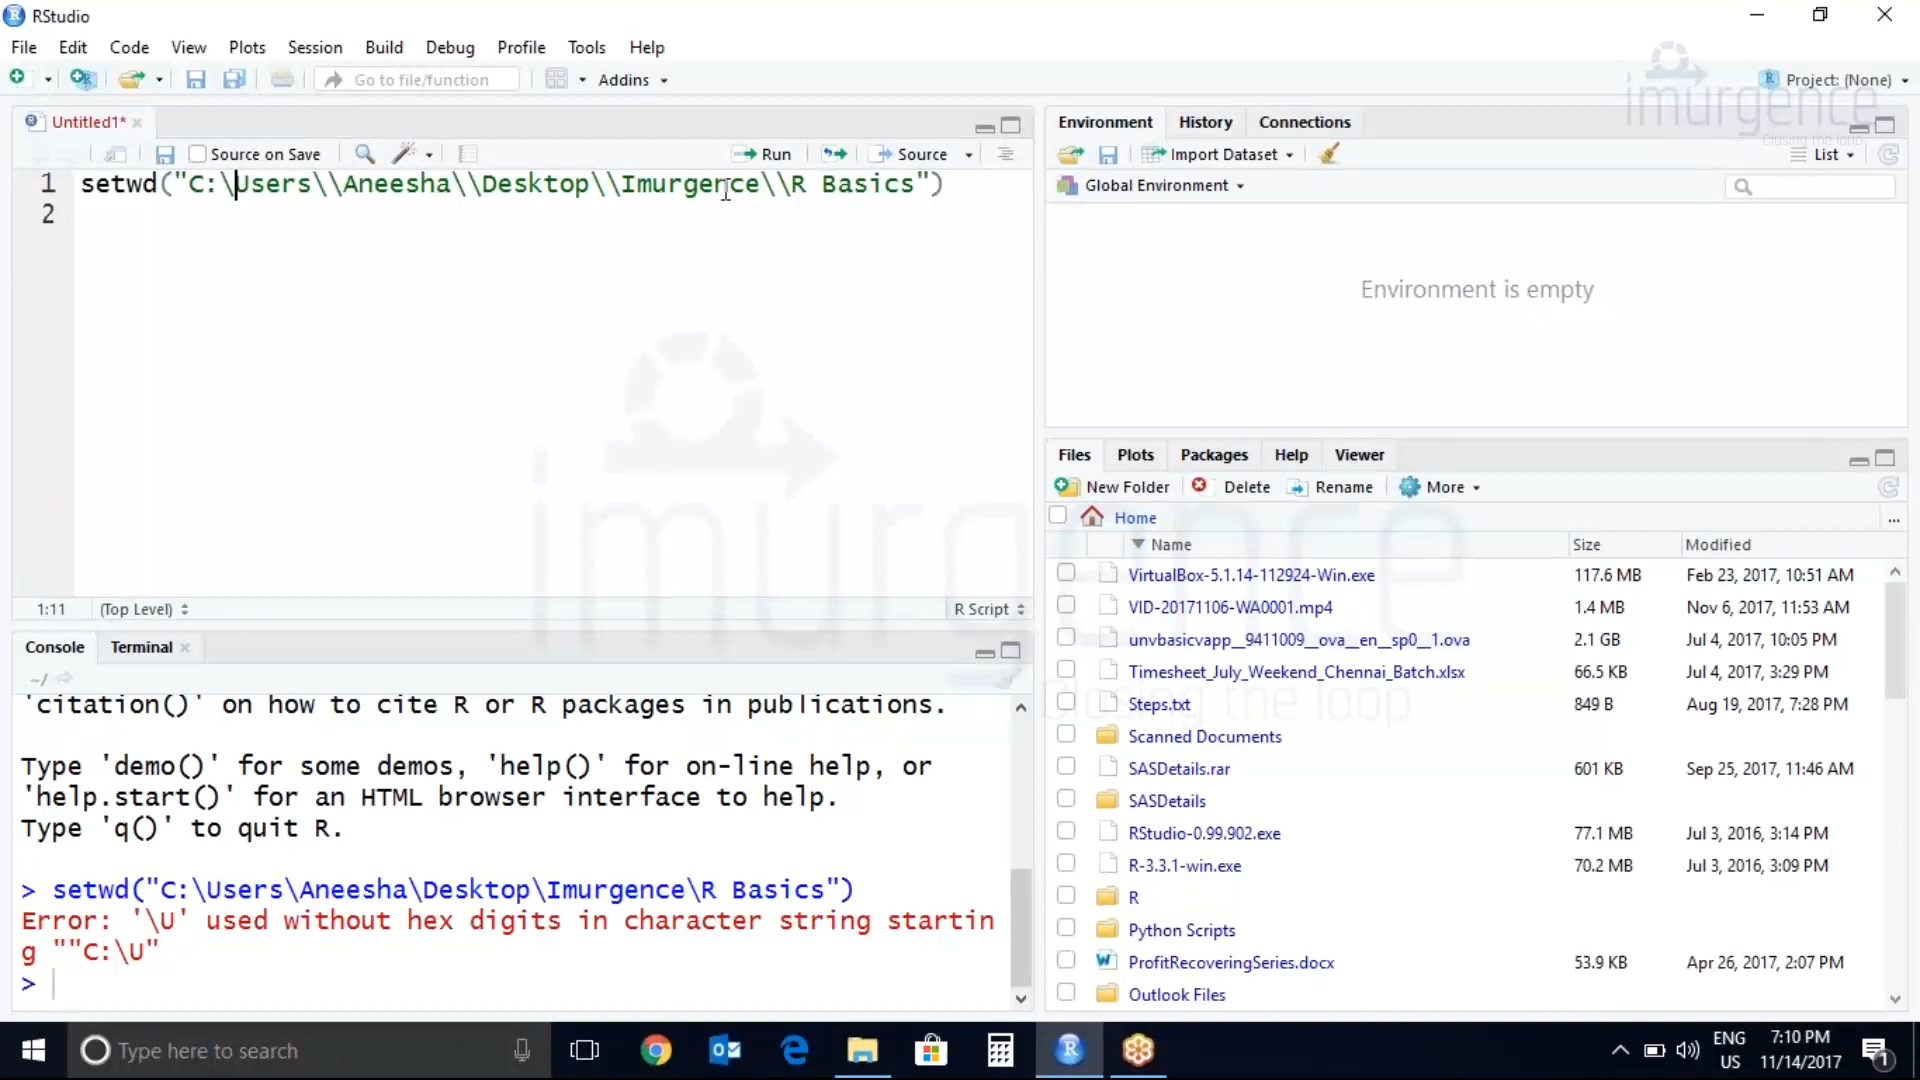 RStudio
File Edit Code View Plots Session Build Debug Profile Tools Help
Go to file/function Addins Project: (None)
imurgence
Closing the loop
Untitled1*
Source on Save Run Source
1 setwd("C:\Users\\Aneesha\\Desktop\\Imurgence\\R Basics")
2
1:11 (Top Level) R Script
Environment History Connections
Import Dataset List
Global Environment
Environment is empty
Files Plots Packages Help Viewer
New Folder Delete Rename More
Home ...
Name Size Modified
VirtualBox-5.1.14-112924-Win.exe 117.6 MB Feb 23, 2017, 10:51 AM
VID-20171106-WA0001.mp4 1.4 MB Nov 6, 2017, 11:53 AM
unvbasicvapp__9411009__ova__en__sp0__1.ova 2.1 GB Jul 4, 2017, 10:05 PM
Timesheet_July_Weekend_Chennai_Batch.xlsx 66.5 KB Jul 4, 2017, 3:29 PM
Steps.txt 849 B Aug 19, 2017, 7:28 PM
Scanned Documents
SASDetails.rar 601 KB Sep 25, 2017, 11:46 AM
SASDetails
RStudio-0.99.902.exe 77.1 MB Jul 3, 2016, 3:14 PM
R-3.3.1-win.exe 70.2 MB Jul 3, 2016, 3:09 PM
R
Python Scripts
ProfitRecoveringSeries.docx 53.9 KB Apr 26, 2017, 2:07 PM
Outlook Files
imurgence
Closing the loop
Console Terminal
~/
'citation()' on how to cite R or R packages in publications.
Type 'demo()' for some demos, 'help()' for on-line help, or
'help.start()' for an HTML browser interface to help.
Type 'q()' to quit R.
> setwd("C:\Users\Aneesha\Desktop\Imurgence\R Basics")
Error: '\U' used without hex digits in character string startin
g ""C:\U"
>
Type here to search
ENG
US
7:10 PM
11/14/2017
1